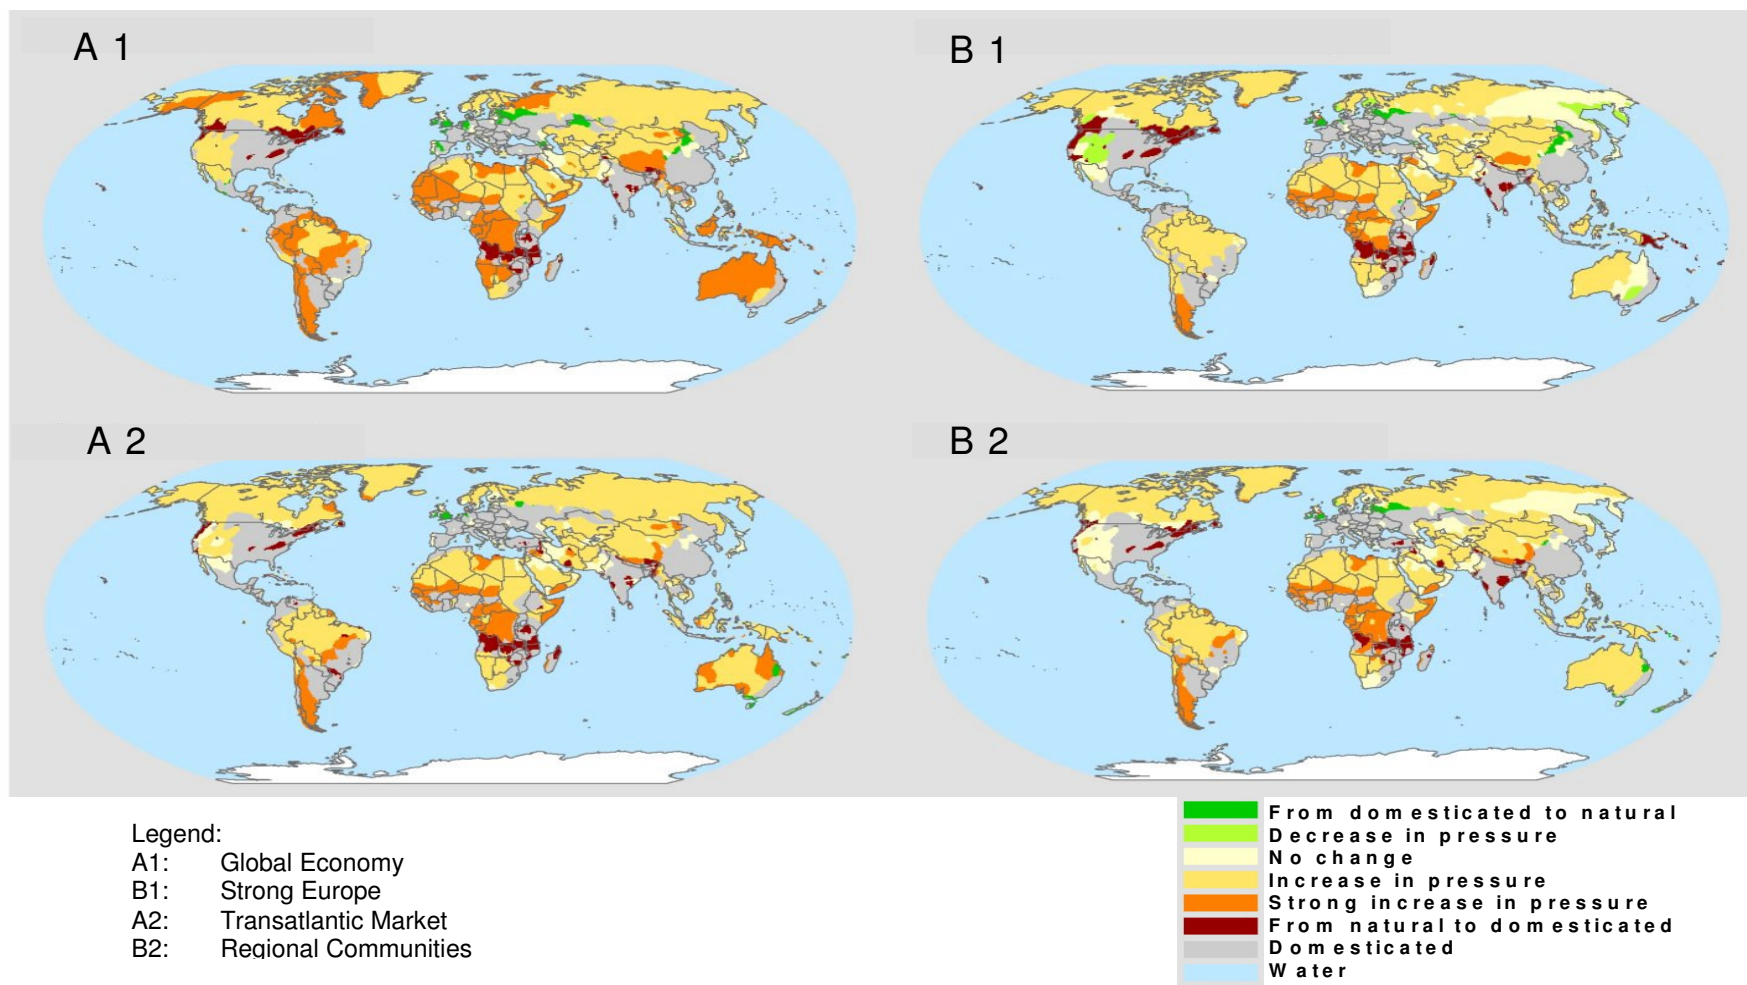 A 1
B 1
A 2
B 2
Legend:
A1: Global Economy
B1: Strong Europe
A2: Transatlantic Market
B2: Regional Communities
From domesticated to natural
Decrease in pressure
No change
Increase in pressure
Strong increase in pressure
From natural to domesticated
Domesticated
Water